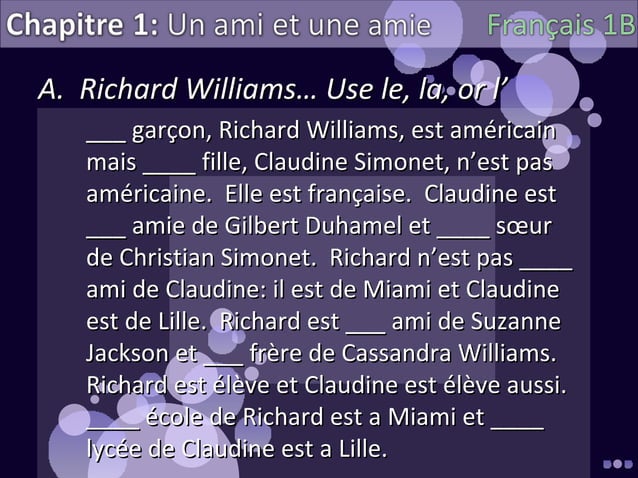 Chapitre 1: Un ami et une amie Français 1B
A. Richard Williams… Use le, la, or l’
___ garçon, Richard Williams, est américain
mais ____ fille, Claudine Simonet, n’est pas
américaine. Elle est française. Claudine est
___ amie de Gilbert Duhamel et ____ sœur
de Christian Simonet. Richard n’est pas ____
ami de Claudine: il est de Miami et Claudine
est de Lille. Richard est ___ ami de Suzanne
Jackson et ___ frère de Cassandra Williams.
Richard est élève et Claudine est élève aussi.
____ école de Richard est a Miami et ____
lycée de Claudine est a Lille.